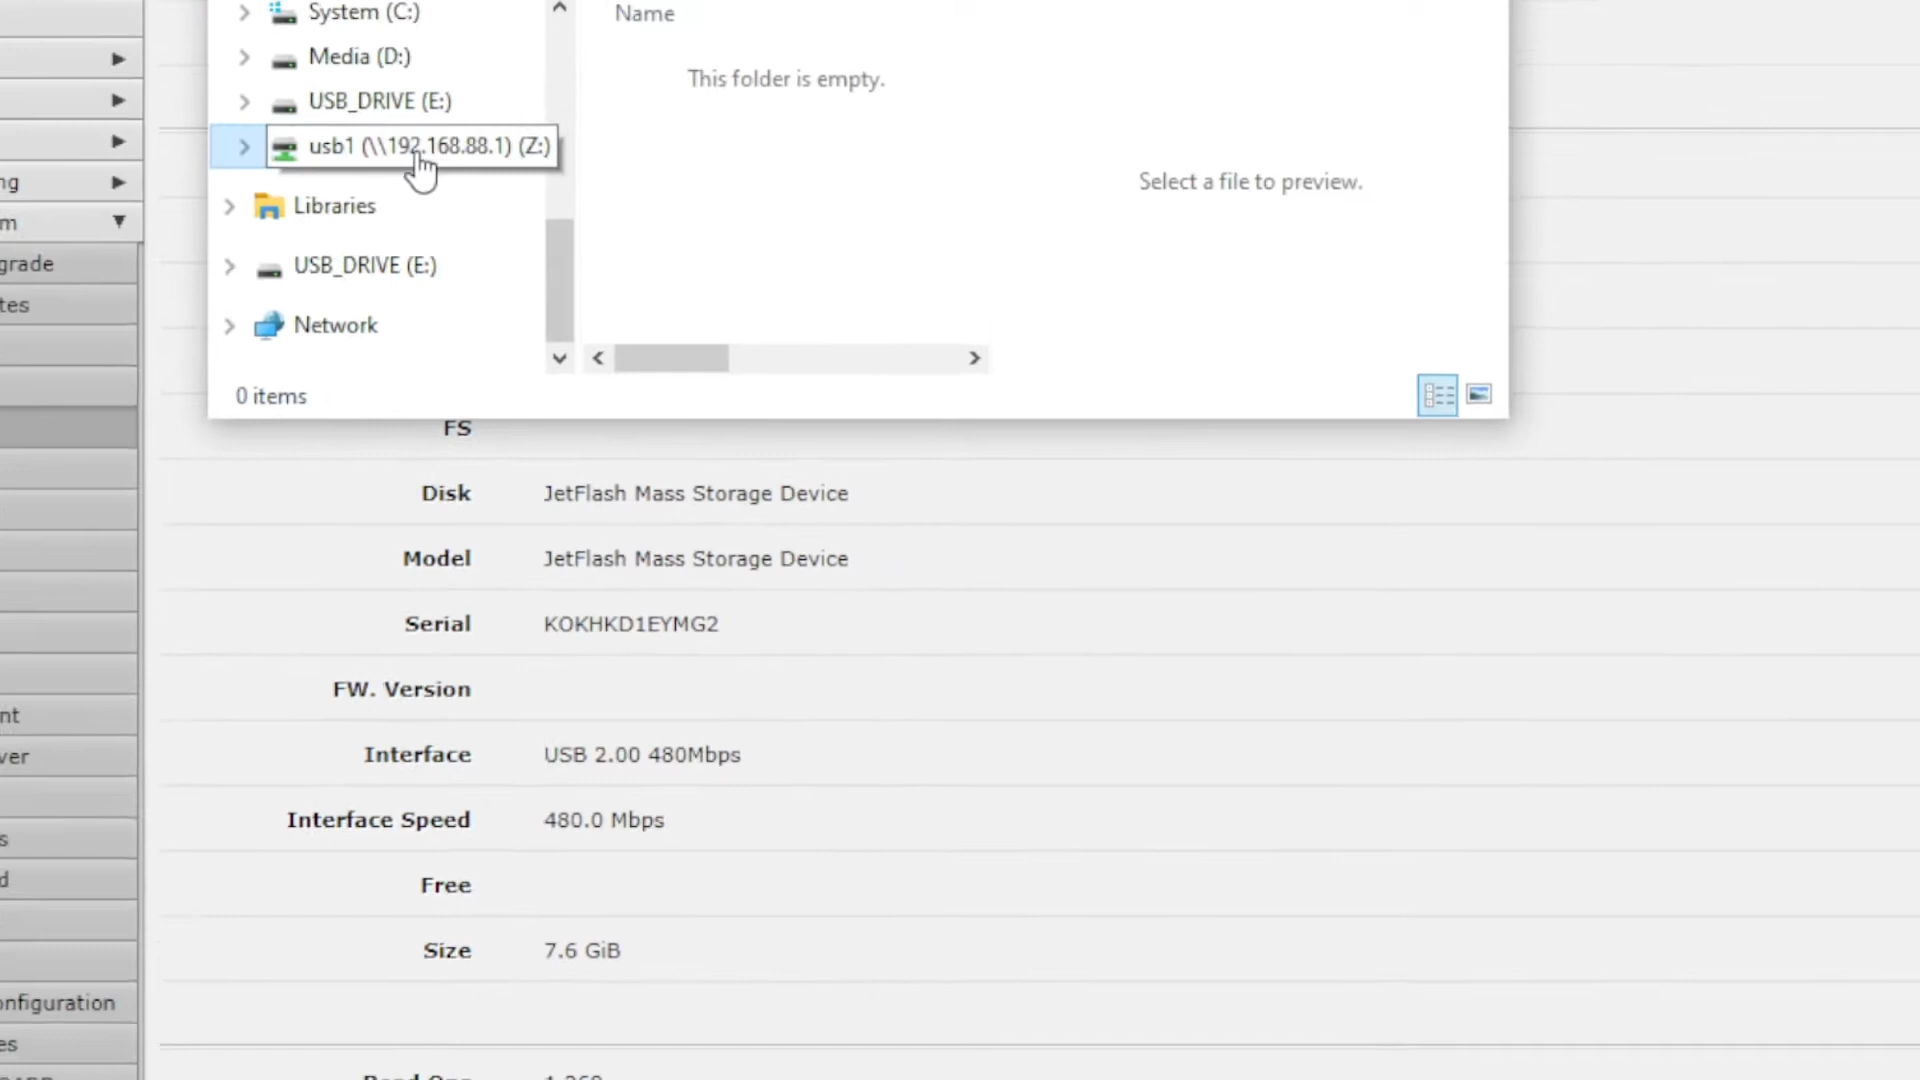 System (C:)
Name
Media (D:)
This folder is empty.
USB_DRIVE (E:)
usb1 (\\192.168.88.1) (Z:)
ng
Select a file to preview.
Libraries
m
grade
USB_DRIVE (E:)
tes
Network
0 items
FS
Disk JetFlash Mass Storage Device
Model JetFlash Mass Storage Device
Serial KOKHKD1EYMG2
FW. Version
nt
Interface USB 2.00 480Mbps
ver
Interface Speed 480.0 Mbps
s
Free
d
Size 7.6 GiB
onfiguration
es